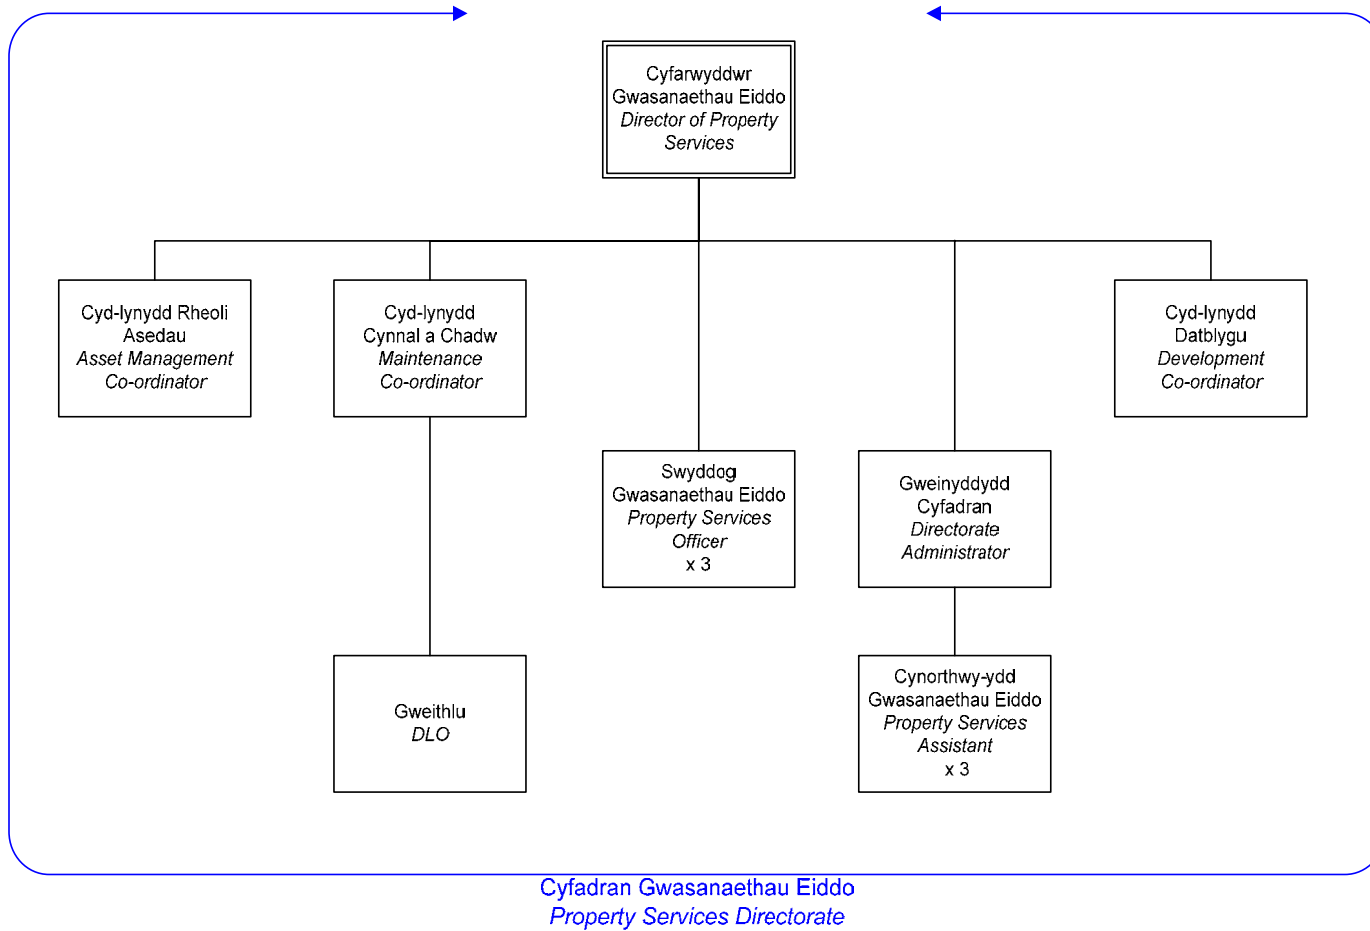 Cyfarwyddwr
Gwasanaethau Eiddo
Director of Property
Services
Cyd-lynydd Rheoli
Asedau
Asset Management
Co-ordinator
Cyd-lynydd
Cynnal a Chadw
Maintenance
Co-ordinator
Cyd-lynydd
Datblygu
Development
Co-ordinator
Swyddog
Gwasanaethau Eiddo
Property Services
Officer
x 3
Gweinyddydd
Cyfadran
Directorate
Administrator
Gweithlu
DLO
Cynorthwy-ydd
Gwasanaethau Eiddo
Property Services
Assistant
x 3
Cyfadran Gwasanaethau Eiddo
Property Services Directorate